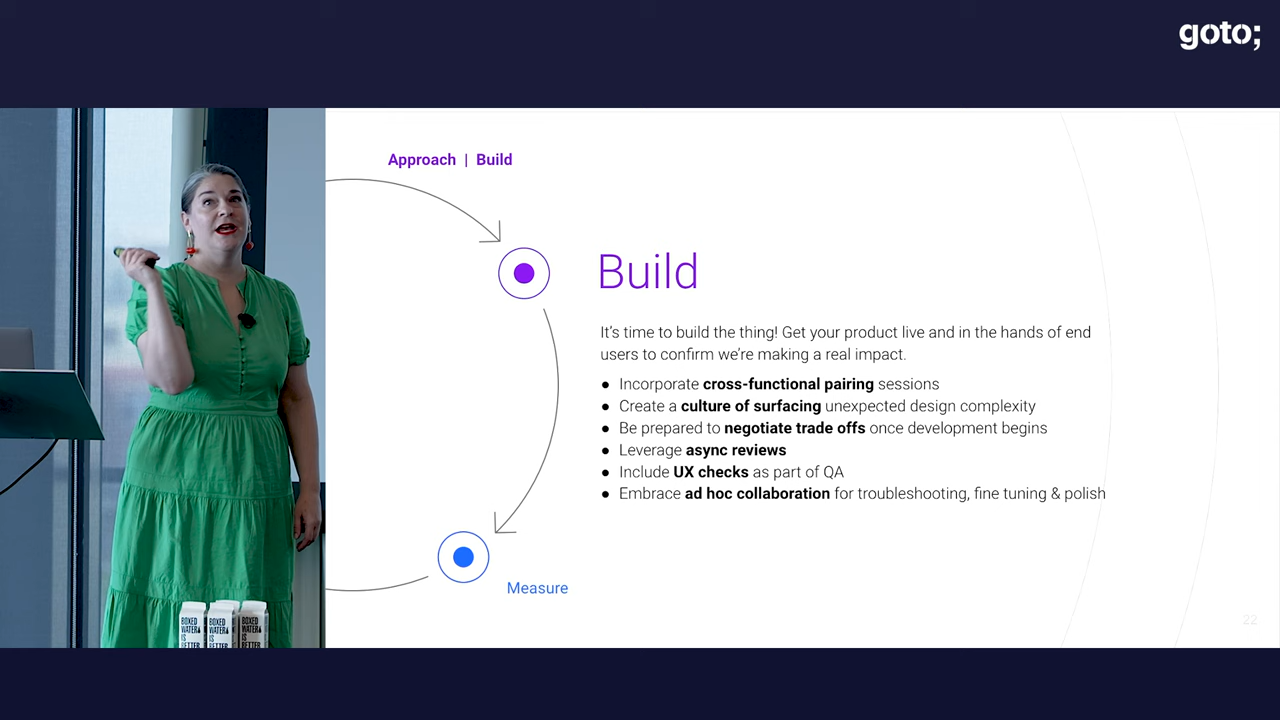 goto;
Approach | Build
Build
It's time to build the thing! Get your product live and in the hands of end
users to confirm we're making a real impact.
● Incorporate cross-functional pairing sessions
● Create a culture of surfacing unexpected design complexity
● Be prepared to negotiate trade offs once development begins
● Leverage async reviews
● Include UX checks as part of QA
● Embrace ad hoc collaboration for troubleshooting, fine tuning & polish
Measure
22
BOXED
WATER
IS
BETTER
BOXED
WATER
IS
BETTER
BOXED
WATER
IS
BETTER